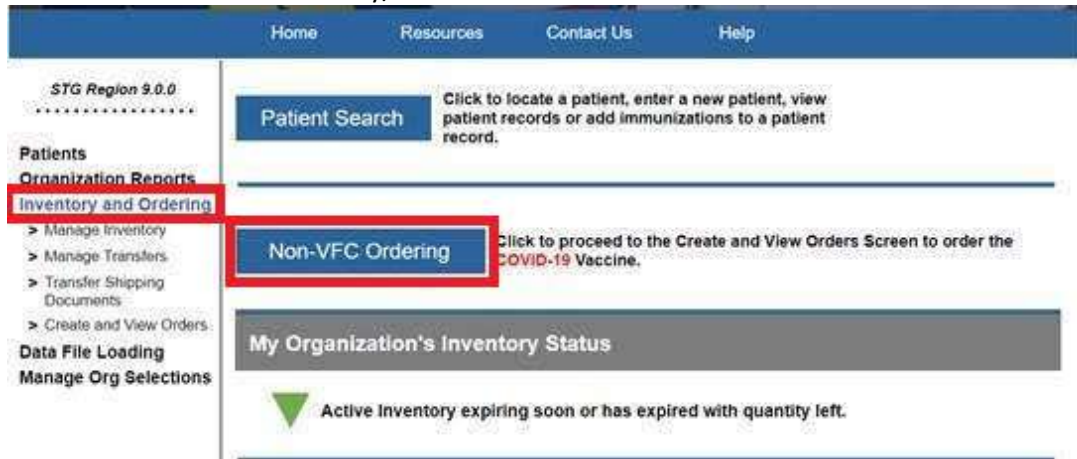 Home Resources Contact Us Help
STG Region 9.0.0
Patients
Organization Reports
Inventory and Ordering
> Manage Inventory
> Manage Transfers
> Transfer Shipping
Documents
> Create and View Orders
Data File Loading
Manage Org Selections
Patient Search
Click to locate a patient, enter a new patient, view
patient records or add immunizations to a patient
record.
Non-VFC Ordering
Click to proceed to the Create and View Orders Screen to order the
COVID-19 Vaccine.
My Organization's Inventory Status
Active Inventory expiring soon or has expired with quantity left.